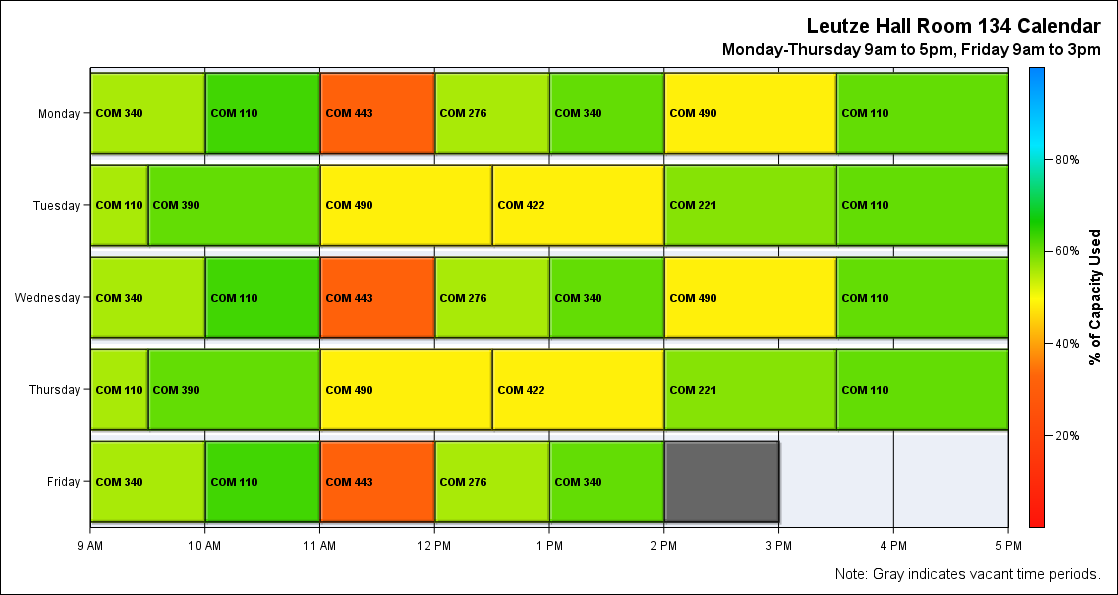 Leutze Hall Room 134 Calendar
Monday-Thursday 9am to 5pm, Friday 9am to 3pm
Monday
COM 340
COM 110
COM 443
COM 276
COM 340
COM 490
COM 110
Tuesday
COM 110
COM 390
COM 490
COM 422
COM 221
COM 110
Wednesday
COM 340
COM 110
COM 443
COM 276
COM 340
COM 490
COM 110
Thursday
COM 110
COM 390
COM 490
COM 422
COM 221
COM 110
Friday
COM 340
COM 110
COM 443
COM 276
COM 340
9 AM
10 AM
11 AM
12 PM
1 PM
2 PM
3 PM
4 PM
5 PM
80%
60%
40%
20%
% of Capacity Used
Note: Gray indicates vacant time periods.